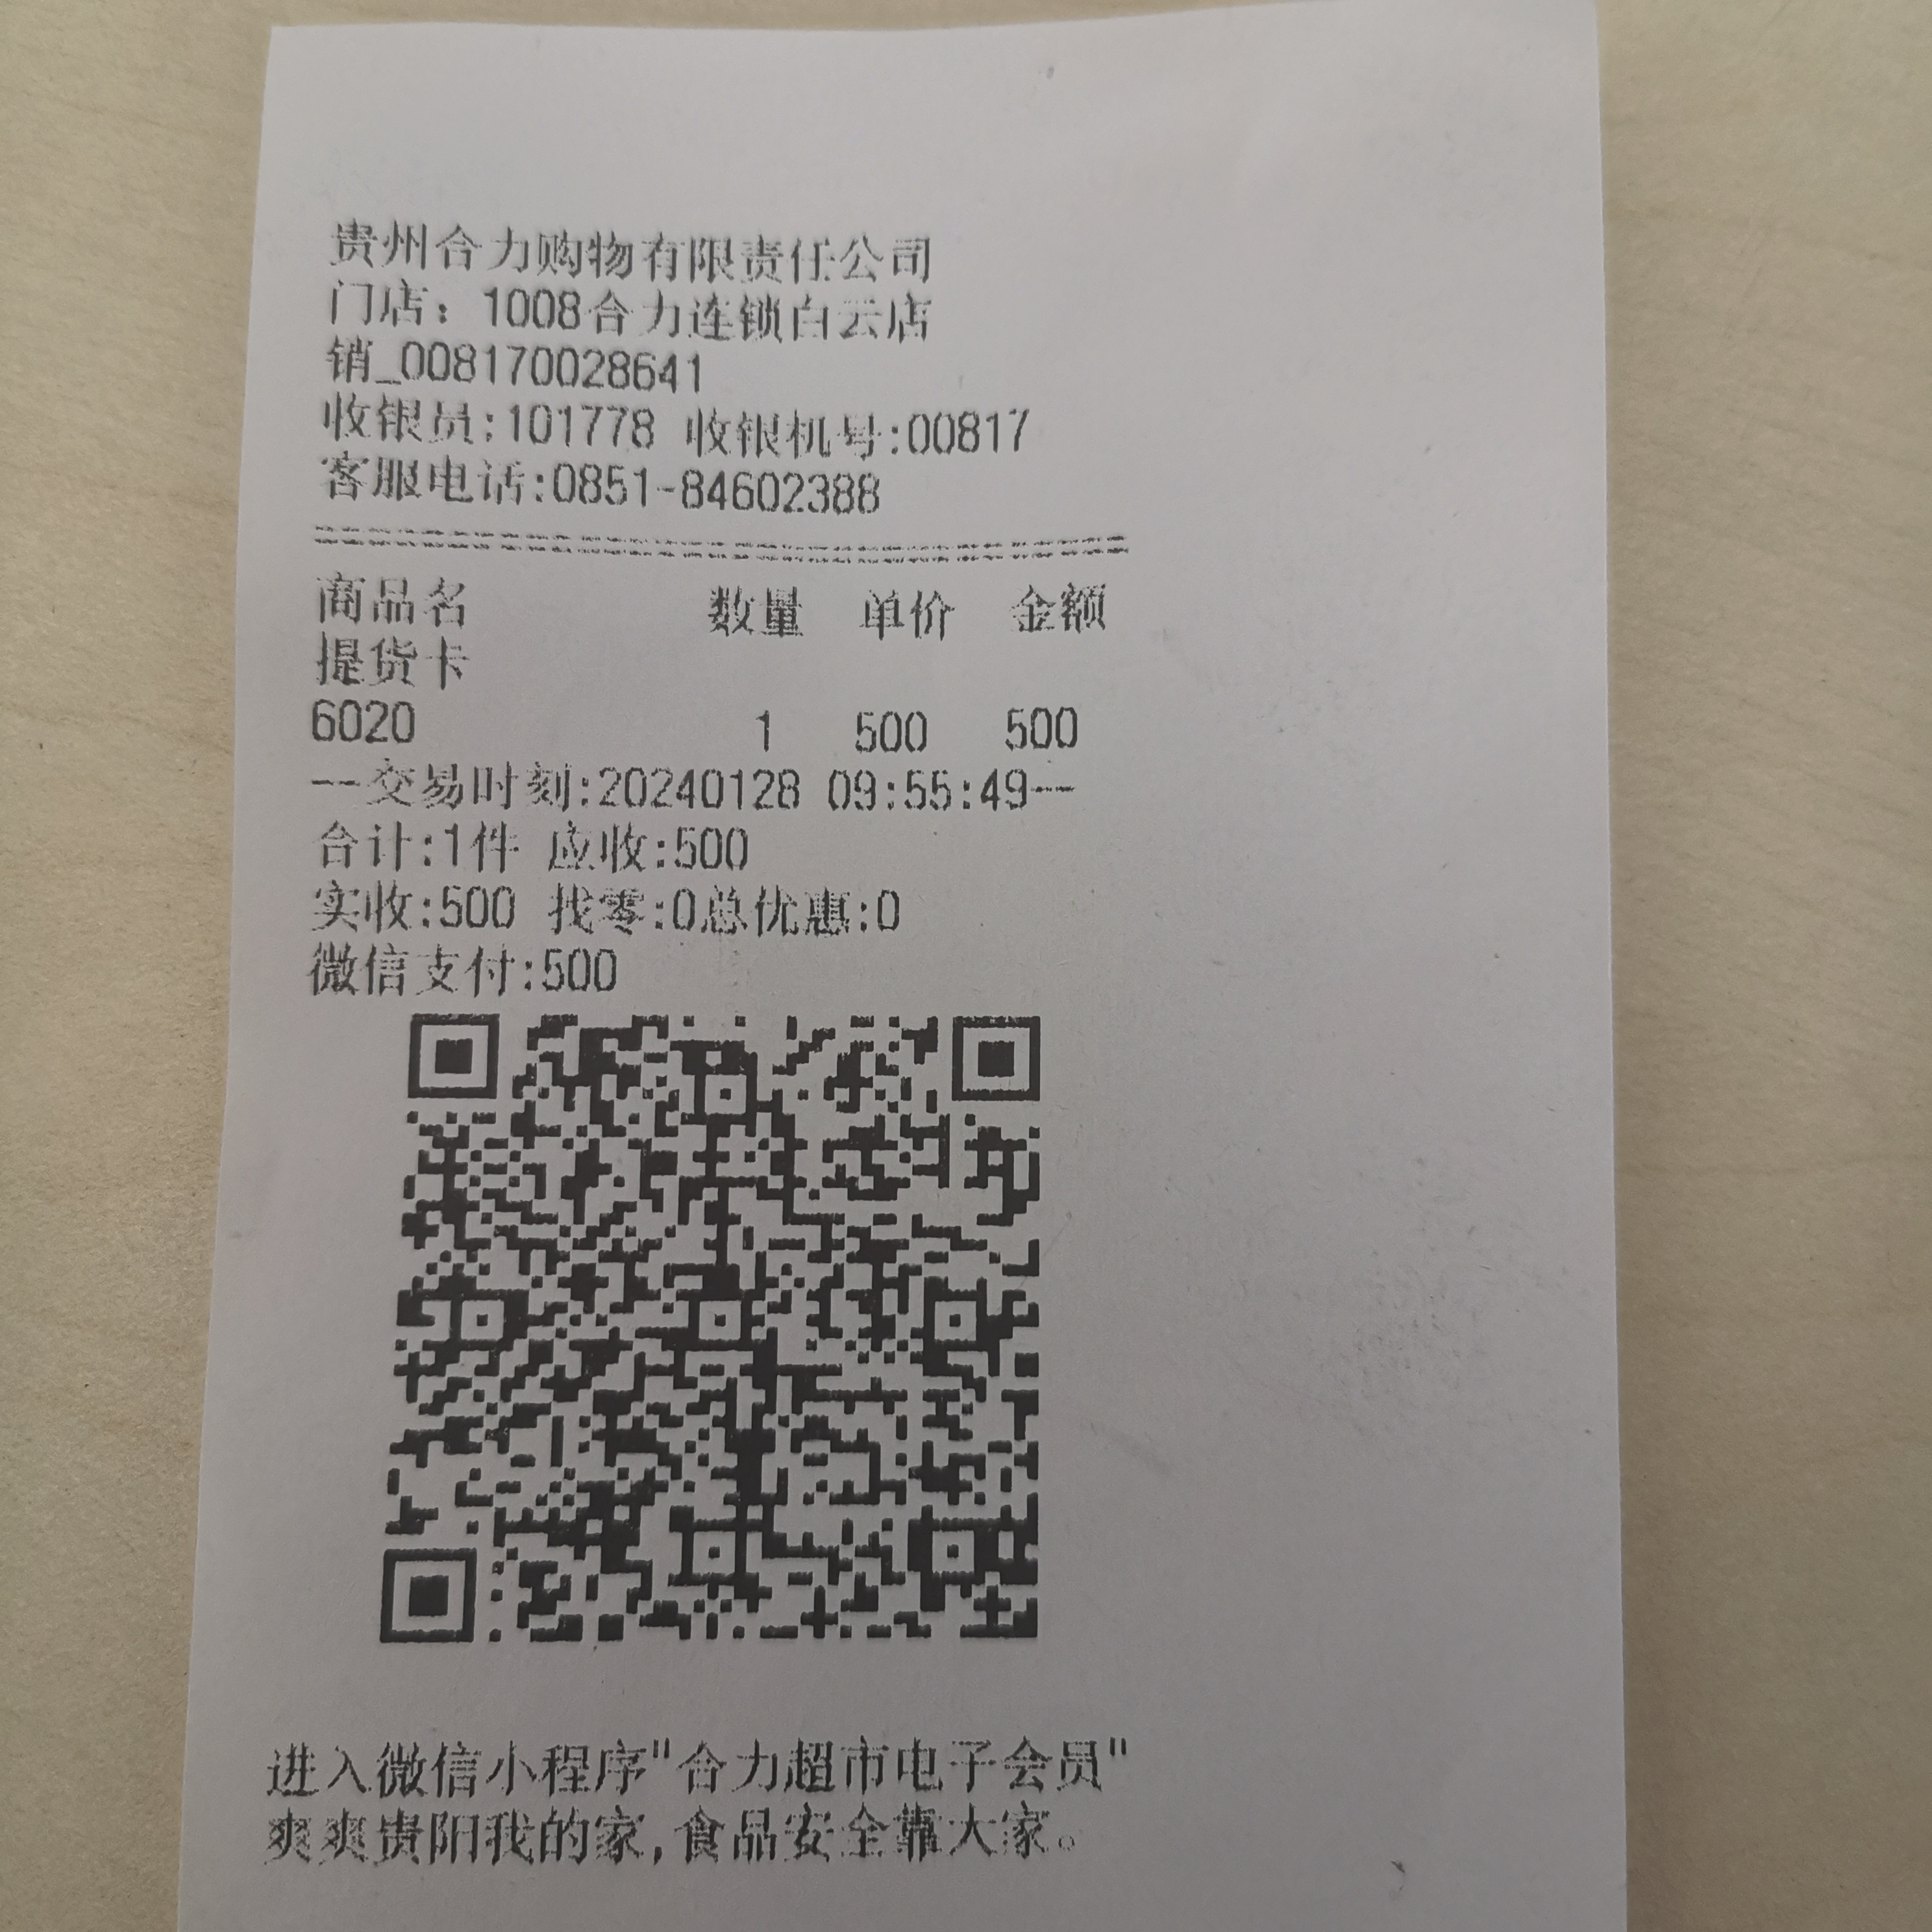 贵州合力购物有限责任公司
门店：1008合力连锁白云店
销_008170028641
收银员:101778 收银机号:00817
客服电话:0851-84602388
商品名 数量 单价 金额
提货卡
6020 1 500 500
--交易时刻:20240128 09:55:49--
合计:1件 应收:500
实收:500 找零:0总优惠:0
微信支付:500
进入微信小程序"合力超市电子会员"
爽爽贵阳我的家,食品安全靠大家。